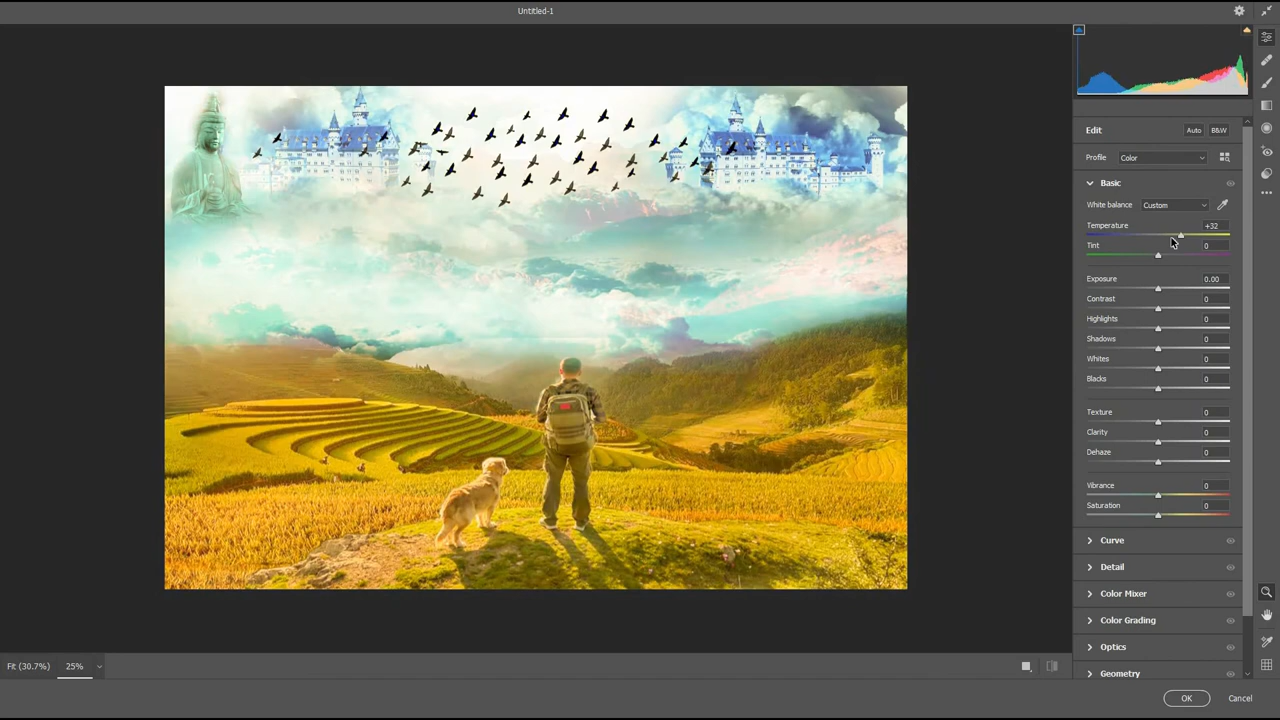 Untitled-1
Edit
Auto
B&W
Profile
Color
Basic
White balance
Custom
Temperature
+32
Tint
0
Exposure
0.00
Contrast
0
Highlights
0
Shadows
0
Whites
0
Blacks
0
Texture
0
Clarity
0
Dehaze
0
Vibrance
0
Saturation
0
Curve
Detail
Color Mixer
Color Grading
Optics
Geometry
Fit (30.7%)
25%
OK
Cancel